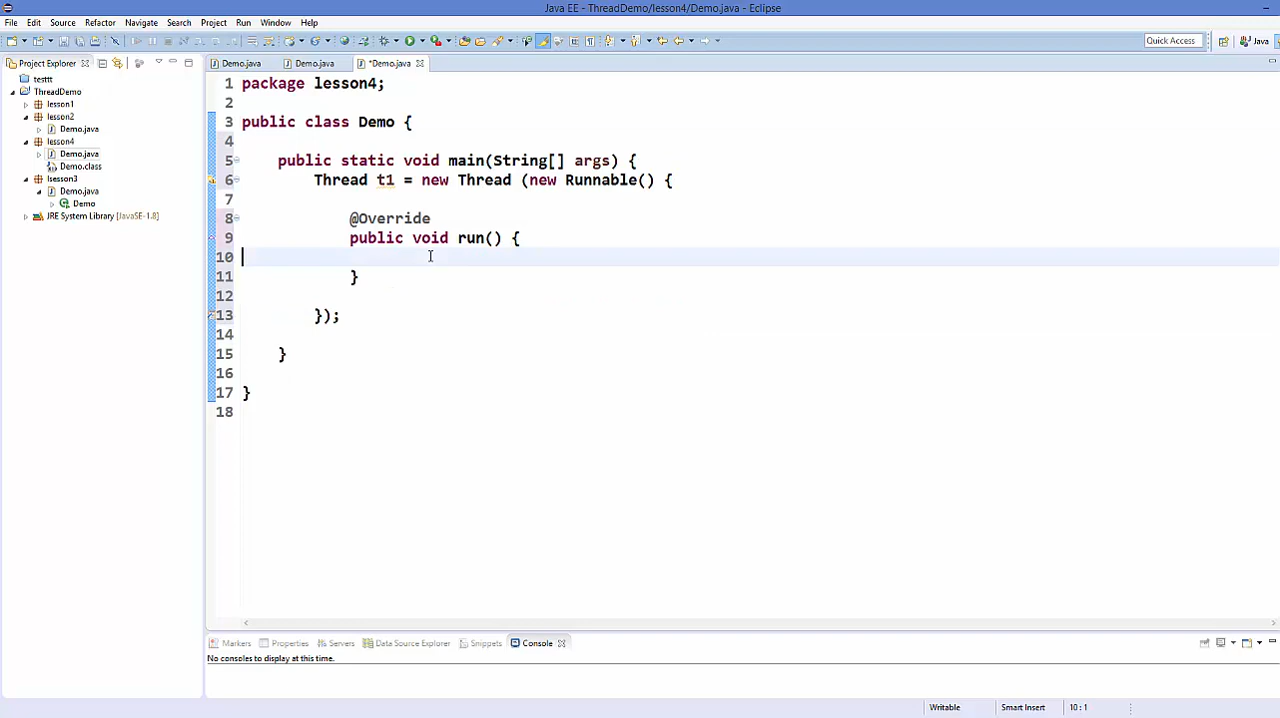 Java EE - ThreadDemo/lesson4/Demo.java - Eclipse
File Edit Source Refactor Navigate Search Project Run Window Help
Quick Access Java
Project Explorer
testtt
ThreadDemo
lesson1
lesson2
Demo.java
lesson4
Demo.java
Demo.class
lsesson3
Demo.java
Demo
JRE System Library [JavaSE-1.8]
Demo.java Demo.java *Demo.java
1 package lesson4;
2
3 public class Demo {
4
5 public static void main(String[] args) {
6 Thread t1 = new Thread (new Runnable() {
7
8 @Override
9 public void run() {
10
11 }
12
13 });
14
15 }
16
17 }
18
Markers Properties Servers Data Source Explorer Snippets Console
No consoles to display at this time.
Writable Smart Insert 10 : 1